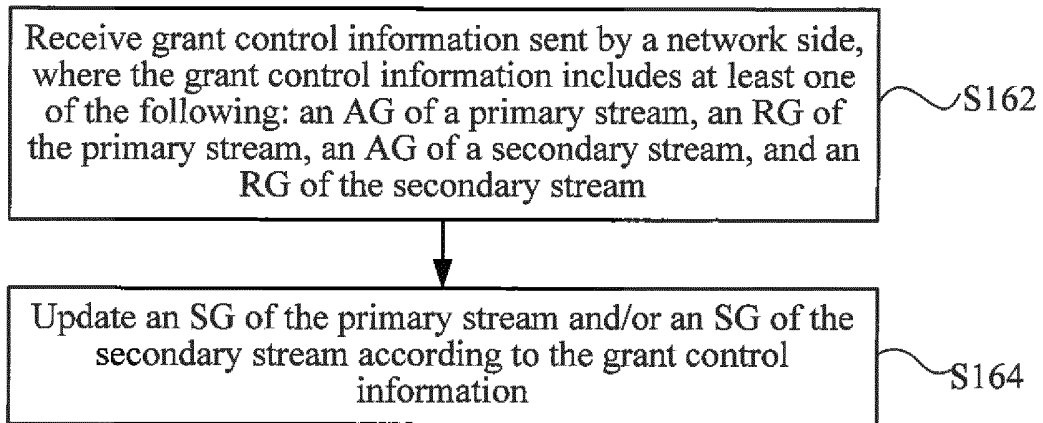 Receive grant control information sent by a network side,
where the grant control information includes at least one
of the following: an AG of a primary stream, an RG of
the primary stream, an AG of a secondary stream, and an
RG of the secondary stream
S162
Update an SG of the primary stream and/or an SG of the
secondary stream according to the grant control
information
S164